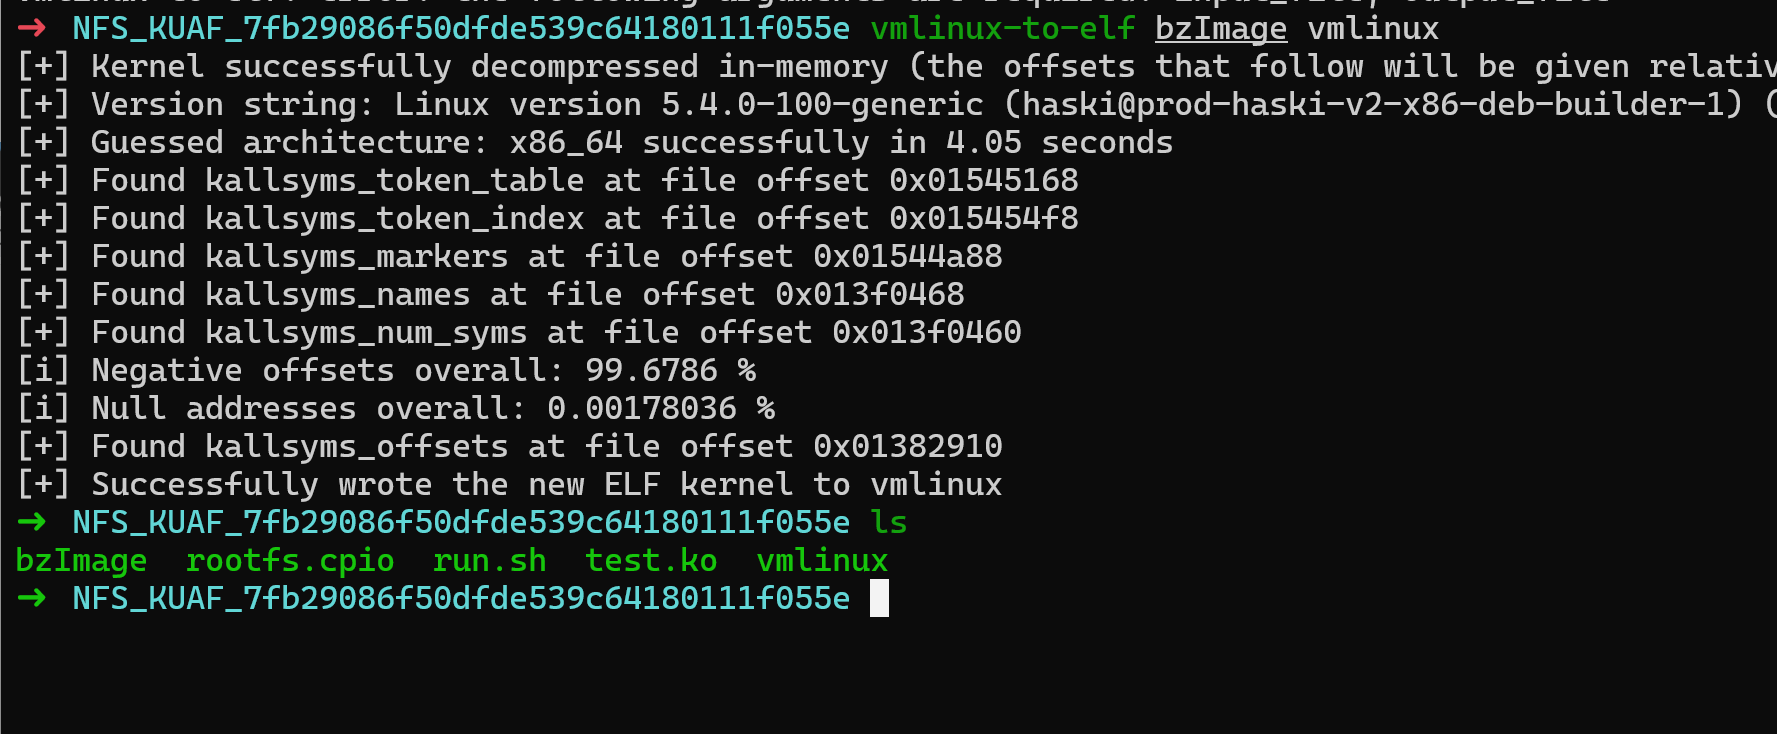 ➜ NFS_KUAF_7fb29086f50dfde539c64180111f055e vmlinux-to-elf bzImage vmlinux
[+] Kernel successfully decompressed in-memory (the offsets that follow will be given relativ
[+] Version string: Linux version 5.4.0-100-generic (haski@prod-haski-v2-x86-deb-builder-1) (
[+] Guessed architecture: x86_64 successfully in 4.05 seconds
[+] Found kallsyms_token_table at file offset 0x01545168
[+] Found kallsyms_token_index at file offset 0x015454f8
[+] Found kallsyms_markers at file offset 0x01544a88
[+] Found kallsyms_names at file offset 0x013f0468
[+] Found kallsyms_num_syms at file offset 0x013f0460
[i] Negative offsets overall: 99.6786 %
[i] Null addresses overall: 0.00178036 %
[+] Found kallsyms_offsets at file offset 0x01382910
[+] Successfully wrote the new ELF kernel to vmlinux
➜ NFS_KUAF_7fb29086f50dfde539c64180111f055e ls
bzImage rootfs.cpio run.sh test.ko vmlinux
➜ NFS_KUAF_7fb29086f50dfde539c64180111f055e